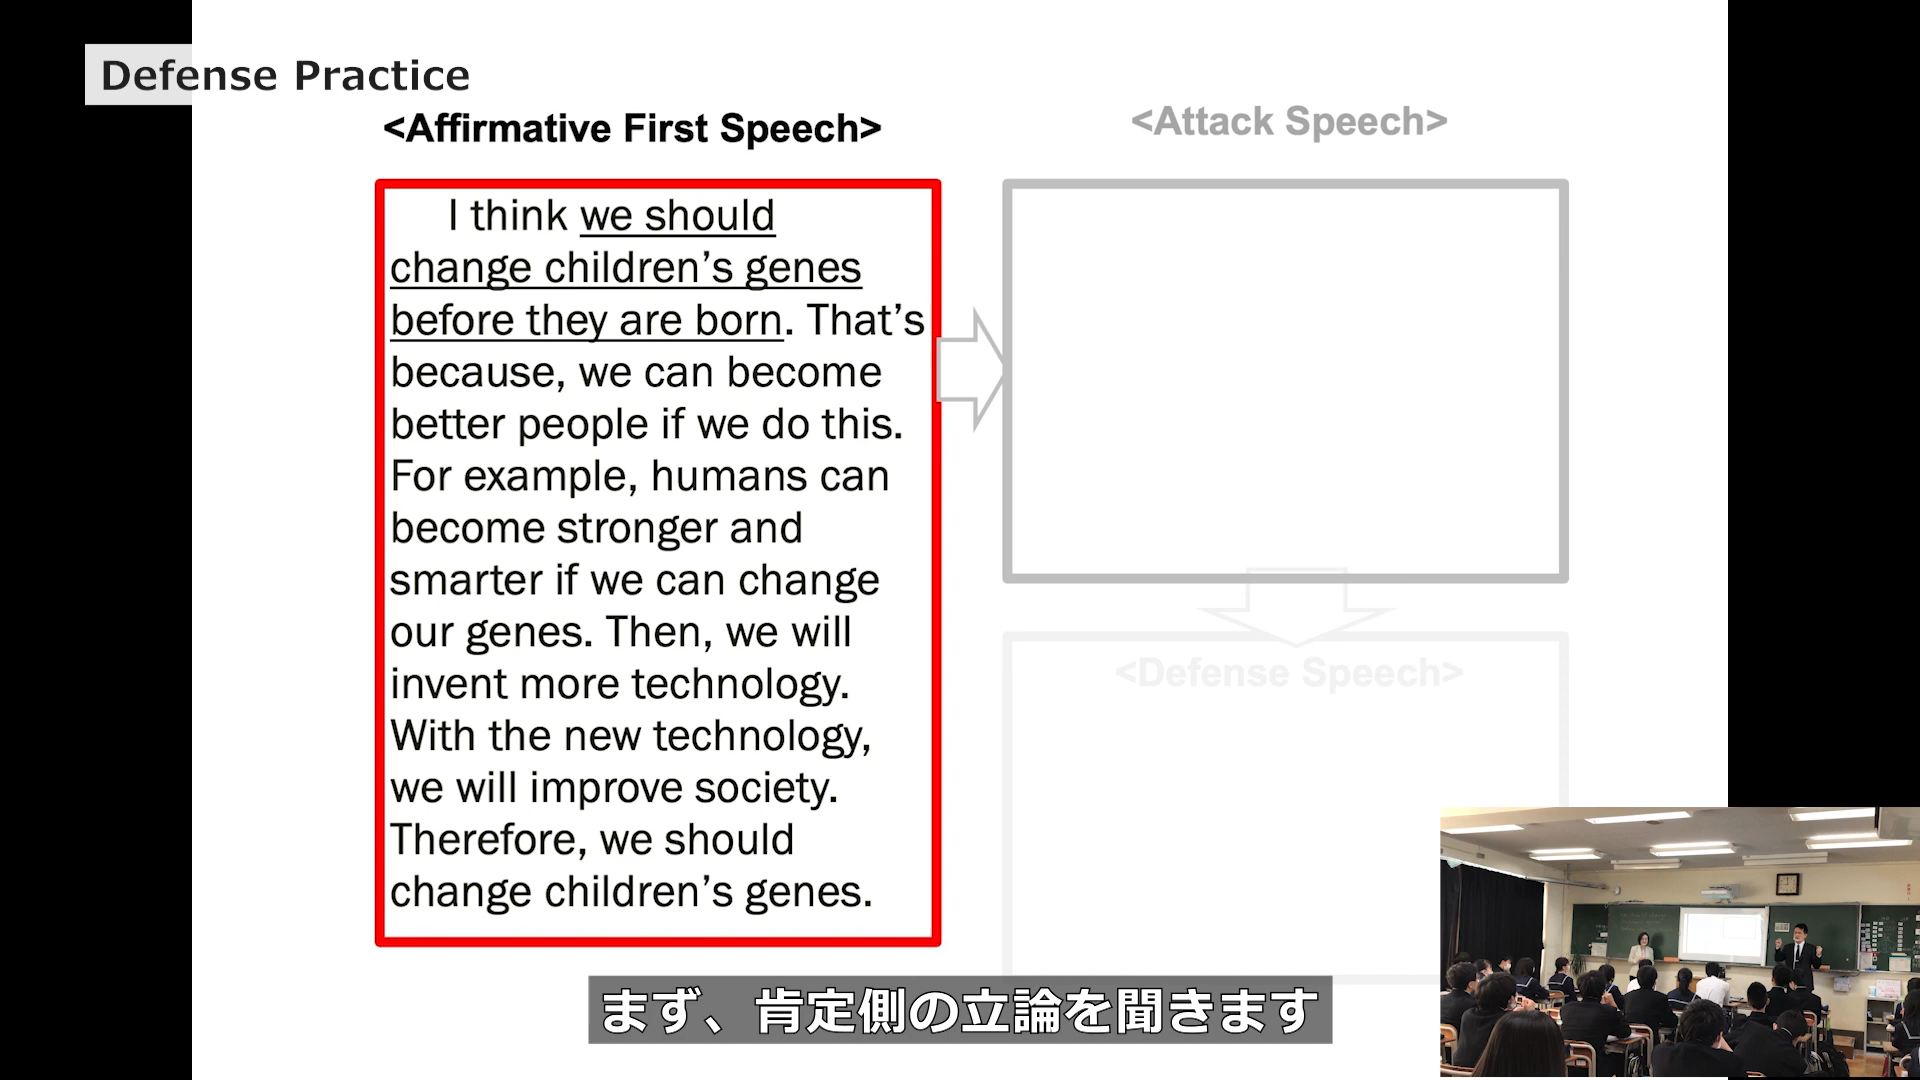 Defense Practice
<Affirmative First Speech>
I think we should
change children’s genes
before they are born. That’s
because, we can become
better people if we do this.
For example, humans can
become stronger and
smarter if we can change
our genes. Then, we will
invent more technology.
With the new technology,
we will improve society.
Therefore, we should
change children’s genes.
<Attack Speech>
<Defense Speech>
まず、肯定側の立論を聞きます